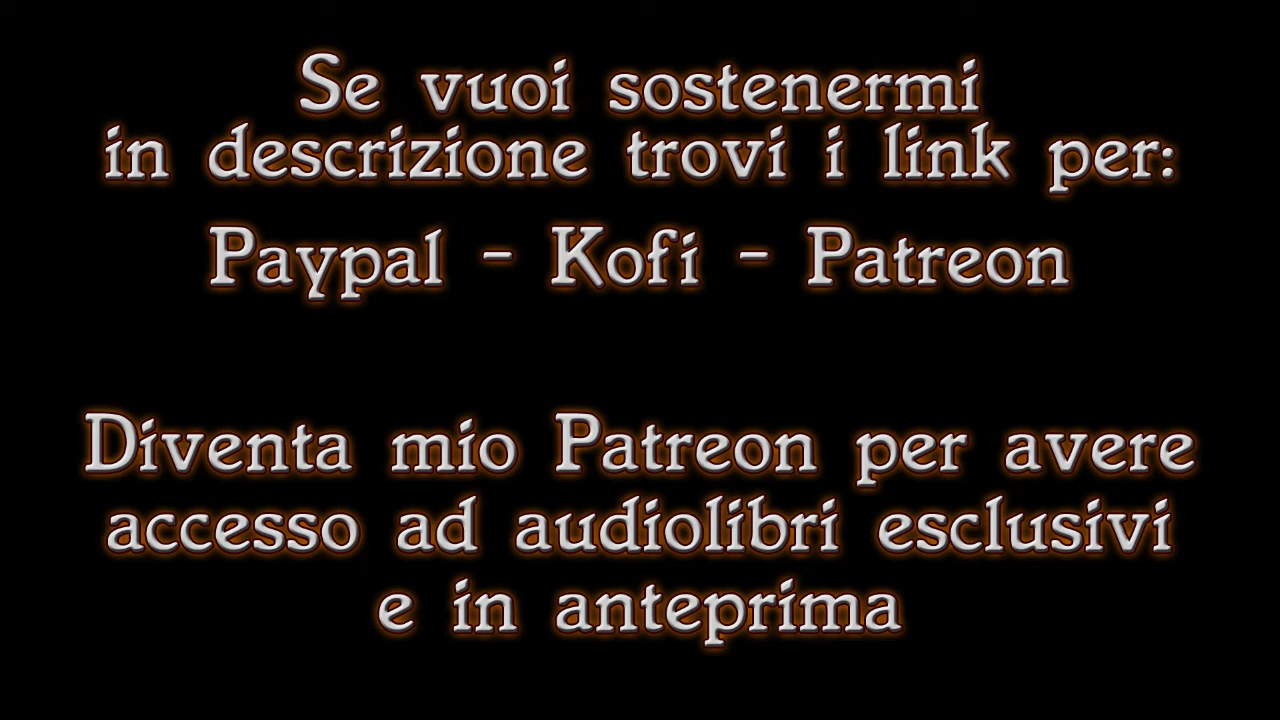 Se vuoi sostenermi
in descrizione trovi i link per:
Paypal - Kofi - Patreon
Diventa mio Patreon per avere
accesso ad audiolibri esclusivi
e in anteprima